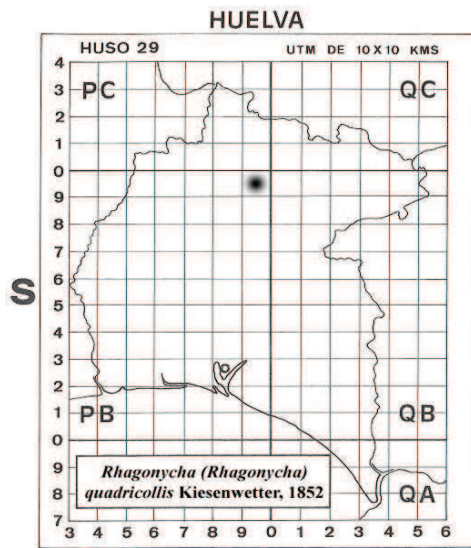 HUELVA
HUSO 29 UTM DE 10 X 10 KMS
4
3 PC QC
2
1
0
9
8
7
6
S
5
4
3
2
1 PB QB
0
9
8 Rhagonycha (Rhagonycha)
quadricollis Kiesenwetter, 1852 QA
7
3 4 5 6 7 8 9 0 1 2 3 4 5 6